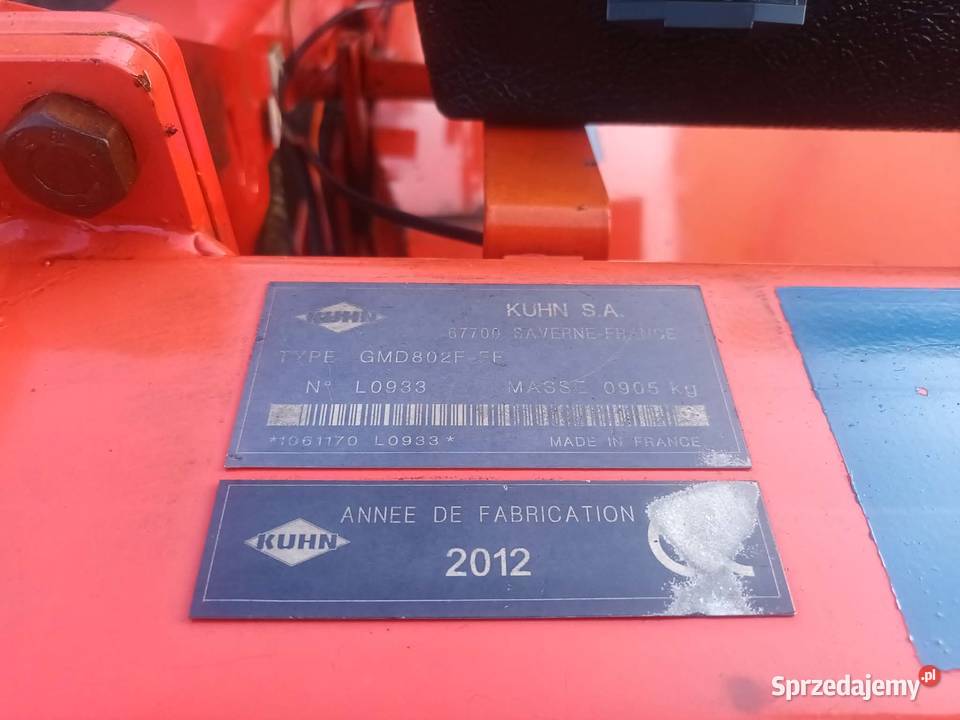 KUHN
KUHN S.A.
67700 SAVERNE-FRANCE
TYPE GMD802F-FF
N° L0933 MASSE 0905 kg
*1061170 L0933*
MADE IN FRANCE
KUHN
ANNEE DE FABRICATION
2012
Sprzedajemy.pl